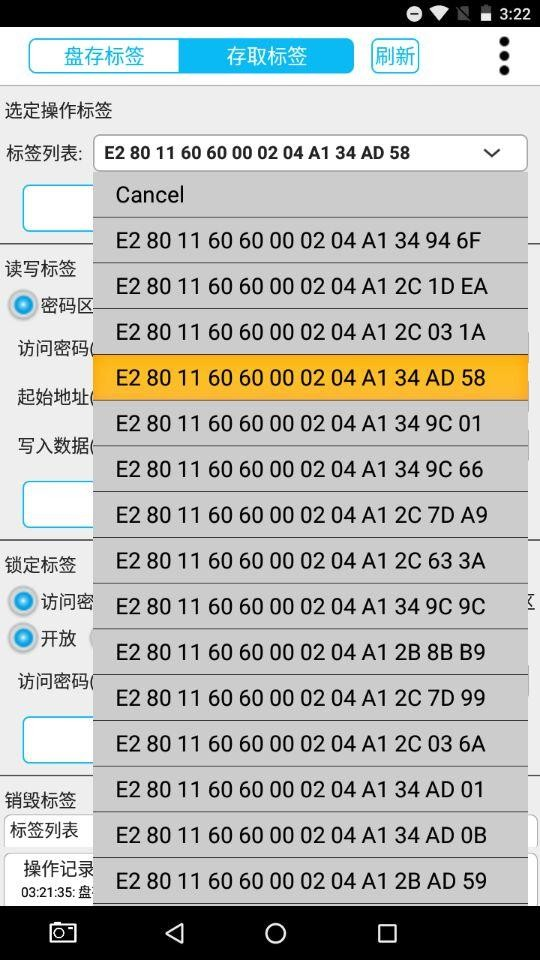 3:22
盘存标签 存取标签 刷新
选定操作标签
标签列表: E2 80 11 60 60 00 02 04 A1 34 AD 58
Cancel
E2 80 11 60 60 00 02 04 A1 34 94 6F
读写标签
E2 80 11 60 60 00 02 04 A1 2C 1D EA
密码区
E2 80 11 60 60 00 02 04 A1 2C 03 1A
访问密码(
E2 80 11 60 60 00 02 04 A1 34 AD 58
起始地址(
E2 80 11 60 60 00 02 04 A1 34 9C 01
写入数据(
E2 80 11 60 60 00 02 04 A1 34 9C 66
E2 80 11 60 60 00 02 04 A1 2C 7D A9
锁定标签
E2 80 11 60 60 00 02 04 A1 2C 63 3A
访问密 区
E2 80 11 60 60 00 02 04 A1 34 9C 9C
开放
E2 80 11 60 60 00 02 04 A1 2B 8B B9
访问密码(
E2 80 11 60 60 00 02 04 A1 2C 7D 99
E2 80 11 60 60 00 02 04 A1 2C 03 6A
销毁标签
E2 80 11 60 60 00 02 04 A1 34 AD 01
标签列表
E2 80 11 60 60 00 02 04 A1 34 AD 0B
操作记录
E2 80 11 60 60 00 02 04 A1 2B AD 59
03:21:35: 盘